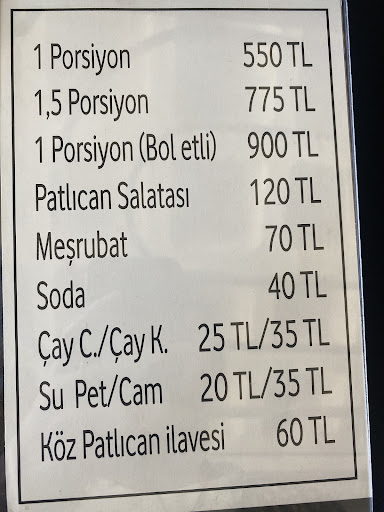 1 Porsiyon 550 TL
1,5 Porsiyon 775 TL
1 Porsiyon (Bol etli) 900 TL
Patlıcan Salatası 120 TL
Meşrubat 70 TL
Soda 40 TL
Çay C./Çay K. 25 TL/35 TL
Su Pet/Cam 20 TL/35 TL
Köz Patlıcan ilavesi 60 TL